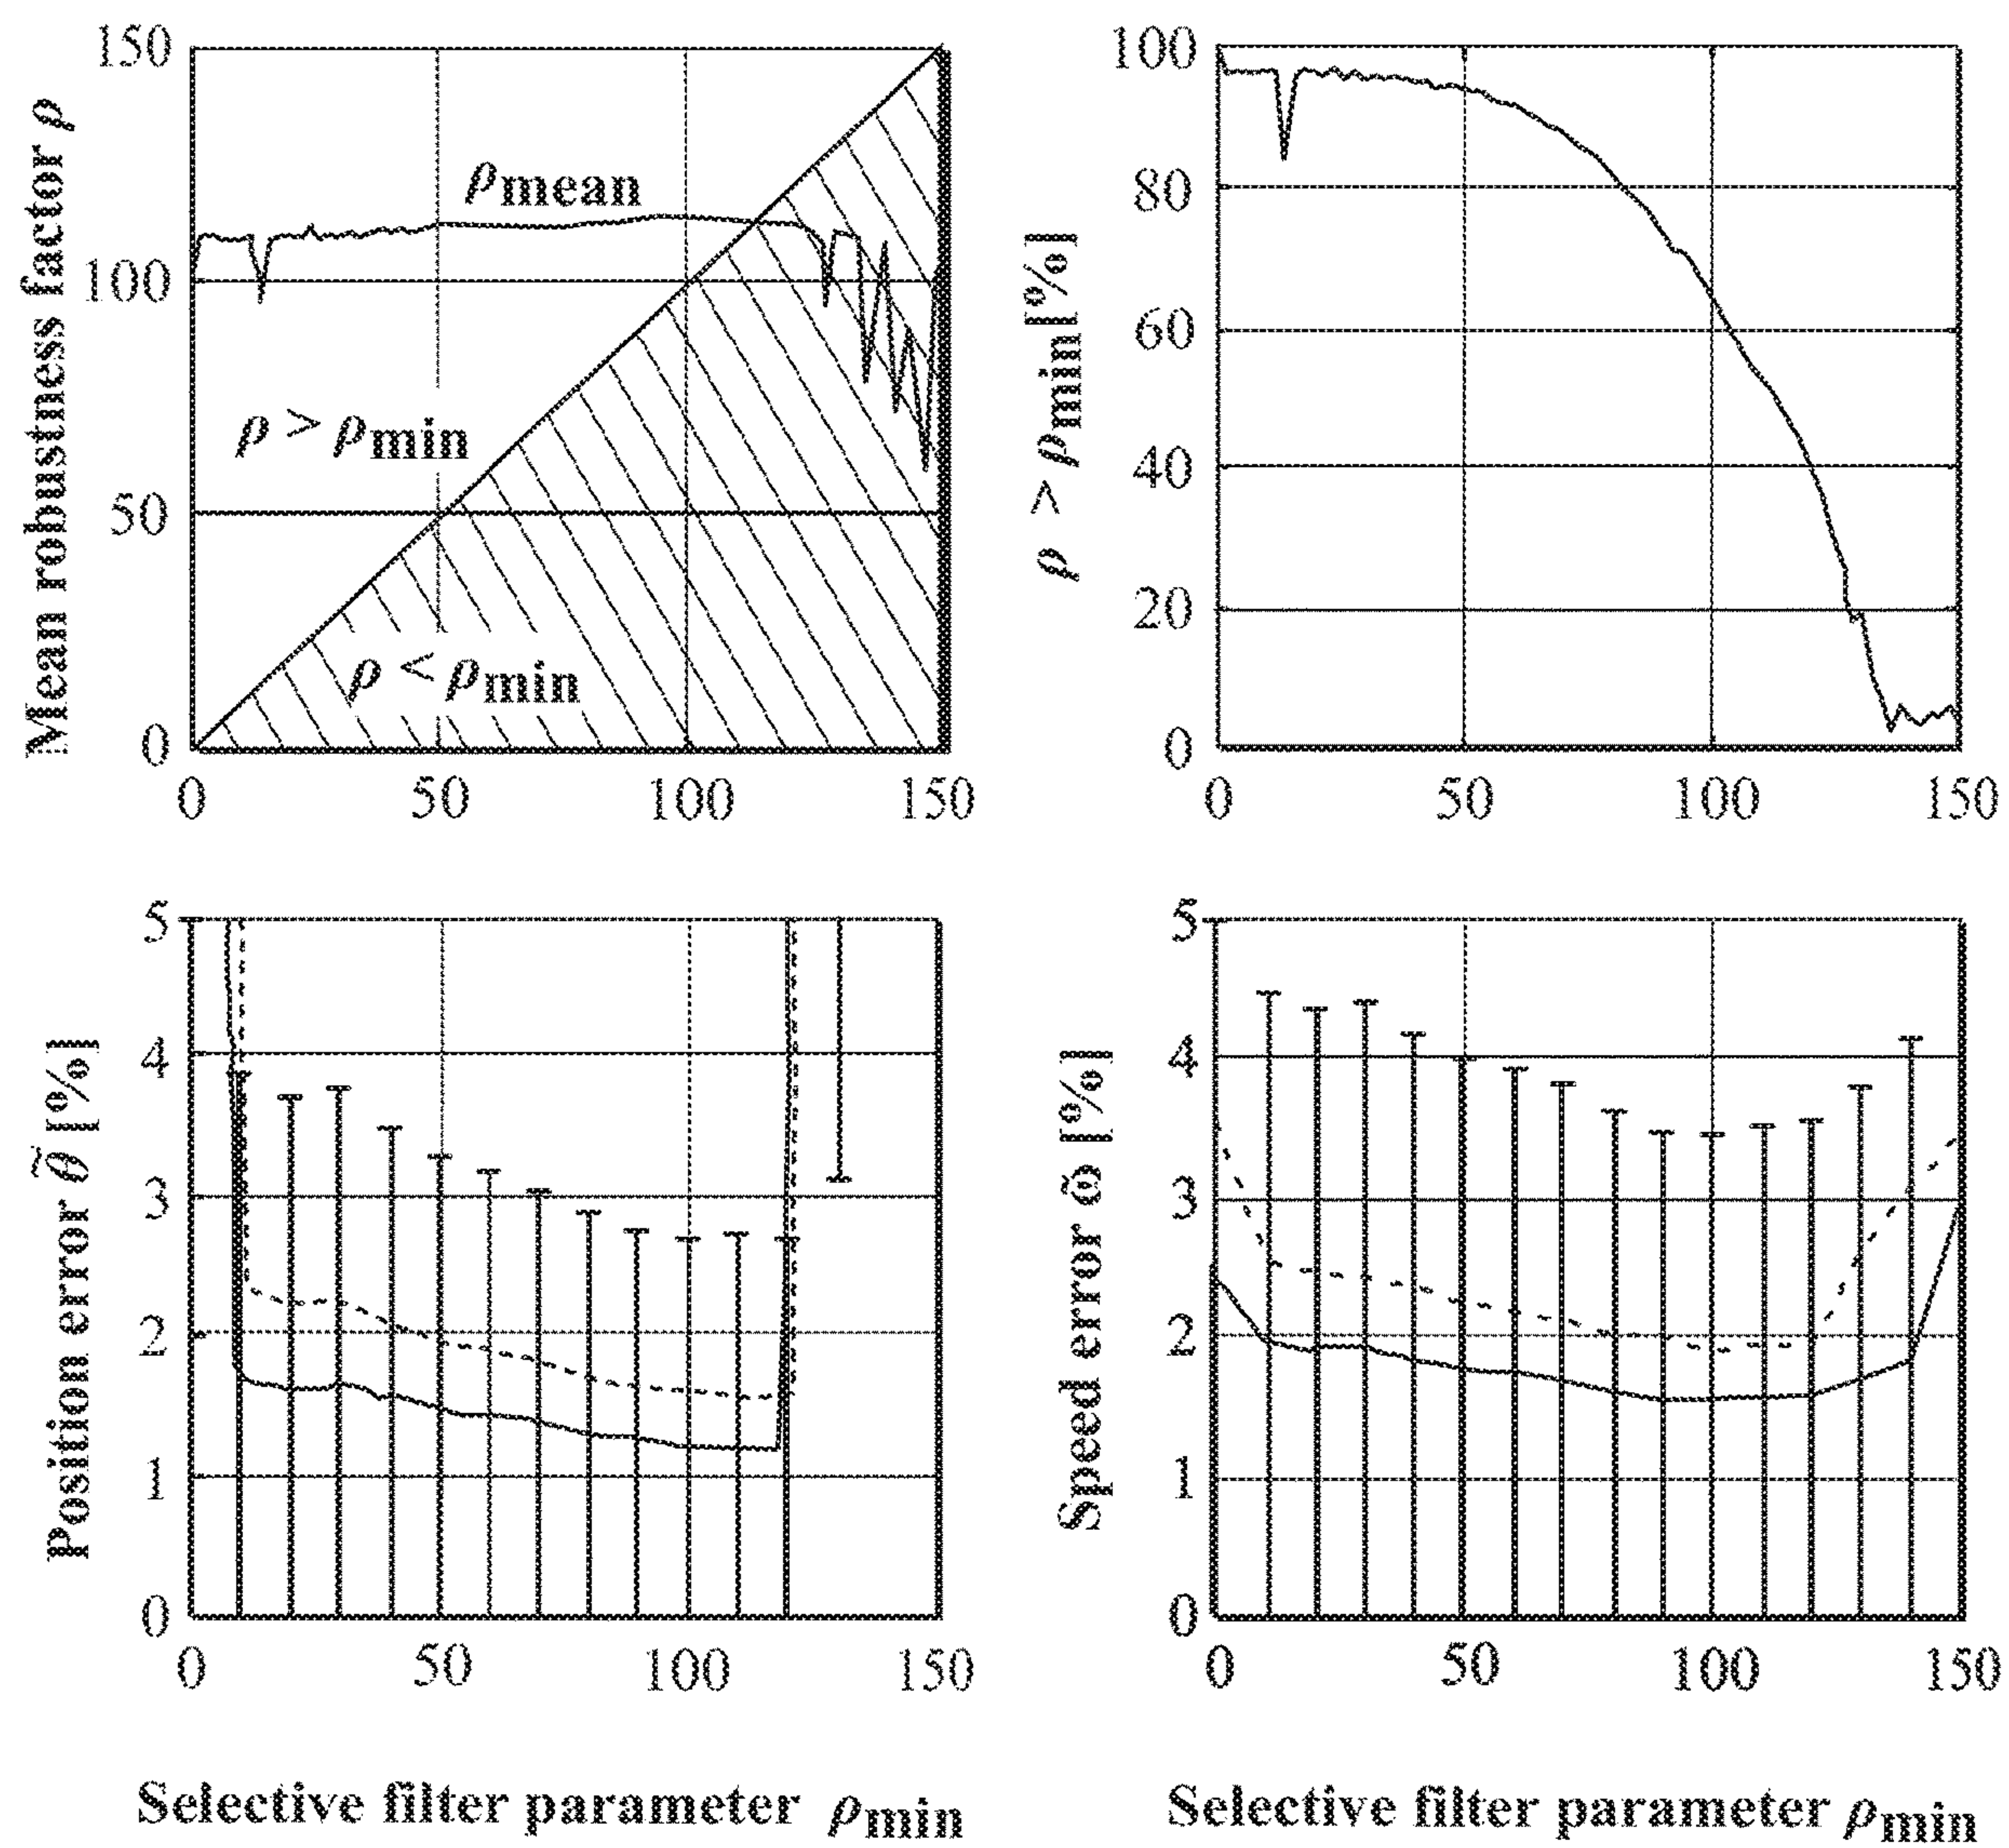 Mean robustness factor ρ
150
100
50
0
ρmean
ρ > ρmin
ρ < ρmin
0 50 100 150
ρ > ρmin[%]
100
80
60
40
20
0
0 50 100 150
Position error θ̃ [%]
5
4
3
2
1
0
0 50 100 150
Selective filter parameter ρmin
Speed error ω̃ [%]
5
4
3
2
1
0
0 50 100 150
Selective filter parameter ρmin